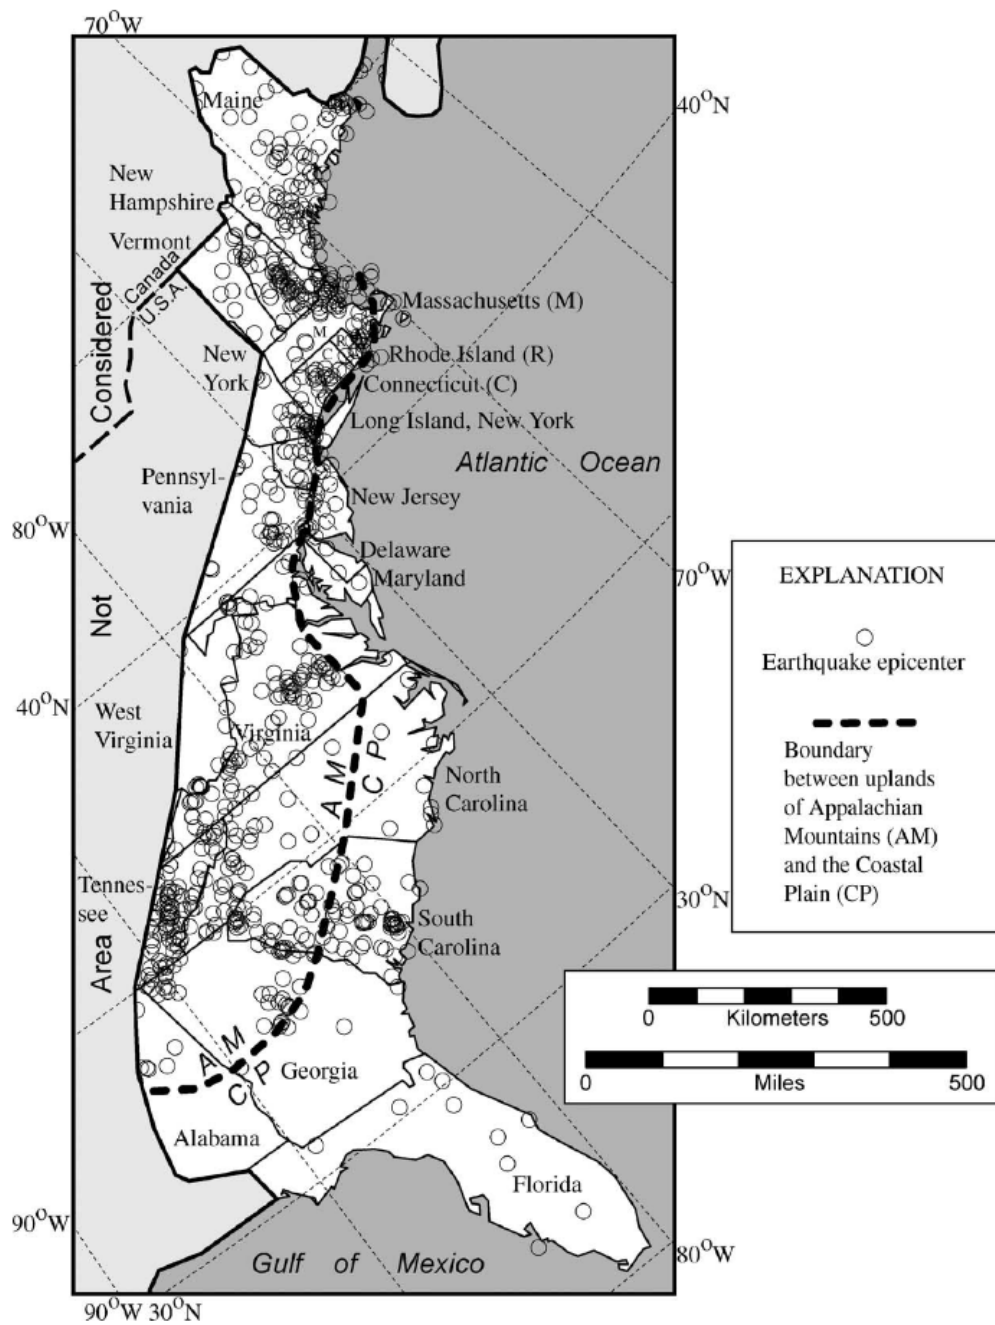 70°W
40°N
Maine
New
Hampshire
Vermont
Canada
U.S.A.
Considered
Massachusetts (M)
M
R
C
New
York
Rhode Island (R)
Connecticut (C)
Long Island, New York
Atlantic Ocean
Pennsyl-
vania
New Jersey
80°W
Delaware
Maryland
70°W
Not
40°N
West
Virginia
Virginia
AM
CP
North
Carolina
Tennes-
see
30°N
South
Carolina
Area
AM
CP
Georgia
Alabama
Florida
90°W
Gulf of Mexico
80°W
90°W 30°N
EXPLANATION
Earthquake epicenter
Boundary
between uplands
of Appalachian
Mountains (AM)
and the Coastal
Plain (CP)
0 Kilometers 500
0 Miles 500